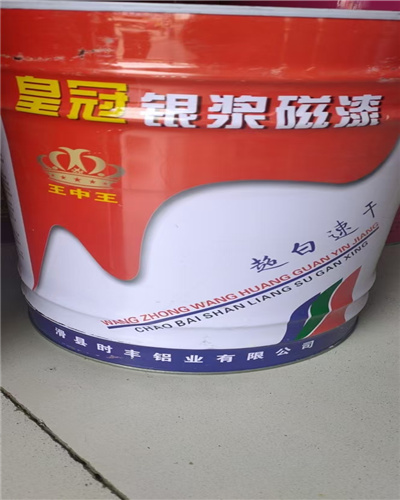 皇冠 银浆磁漆
王中王
超白速干
WANG ZHONG WANG HUANG GUAN YIN JIANG
CHAO BAI SHAN LIANG SU GAN XING
滑县时丰铝业有限公司